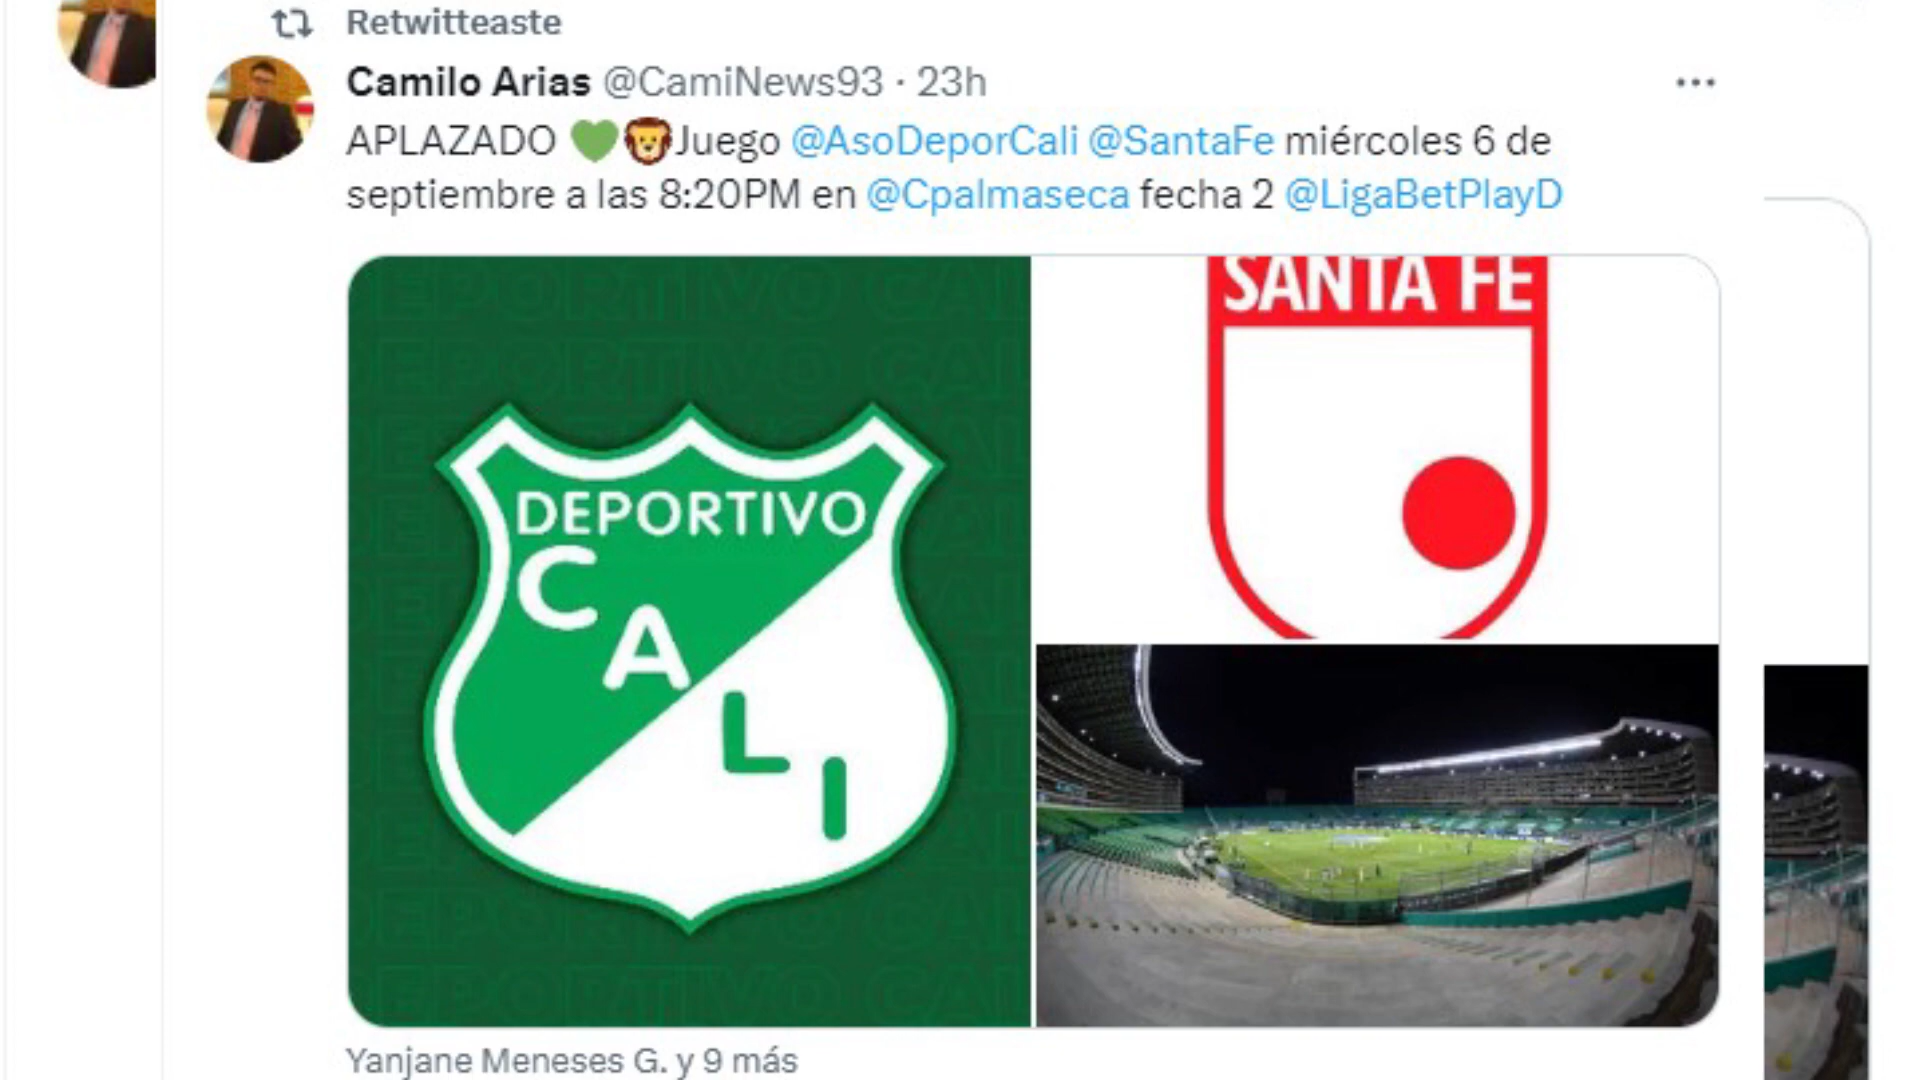 Retwitteaste
Camilo Arias @CamiNews93 · 23h
APLAZADO 💚🦁Juego @AsoDeporCali @SantaFe miércoles 6 de
septiembre a las 8:20PM en @Cpalmaseca fecha 2 @LigaBetPlayD
SANTA FE
DEPORTIVO
CALI
Yanjane Meneses G. y 9 más